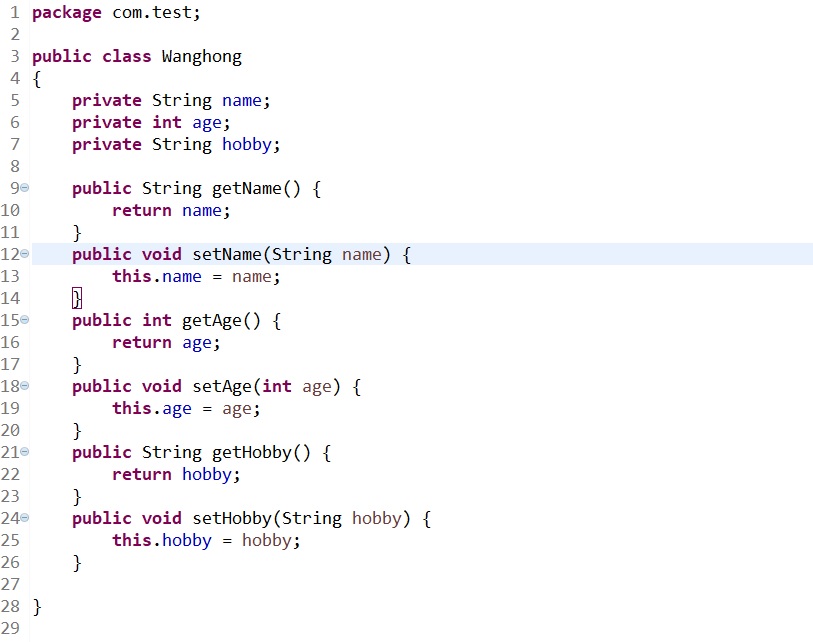 1 package com.test;
2
3 public class Wanghong
4 {
5     private String name;
6     private int age;
7     private String hobby;
8
9     public String getName() {
10         return name;
11     }
12     public void setName(String name) {
13         this.name = name;
14     }
15     public int getAge() {
16         return age;
17     }
18     public void setAge(int age) {
19         this.age = age;
20     }
21     public String getHobby() {
22         return hobby;
23     }
24     public void setHobby(String hobby) {
25         this.hobby = hobby;
26     }
27
28 }
29